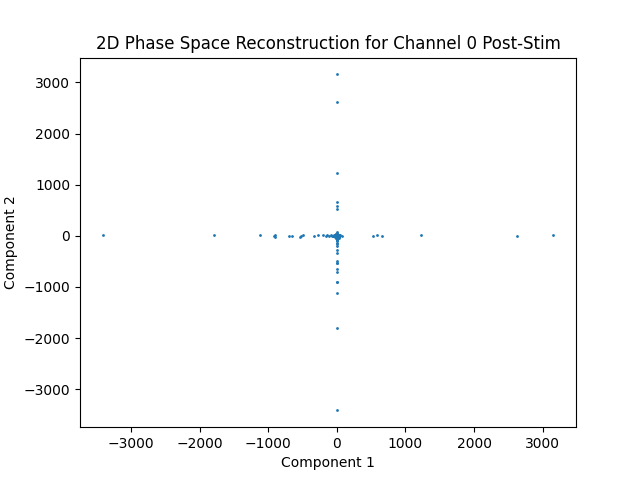 2D Phase Space Reconstruction for Channel 0 Post-Stim
3000
2000
1000
0
−1000
−2000
−3000
Component 2
−3000 −2000 −1000 0 1000 2000 3000
Component 1